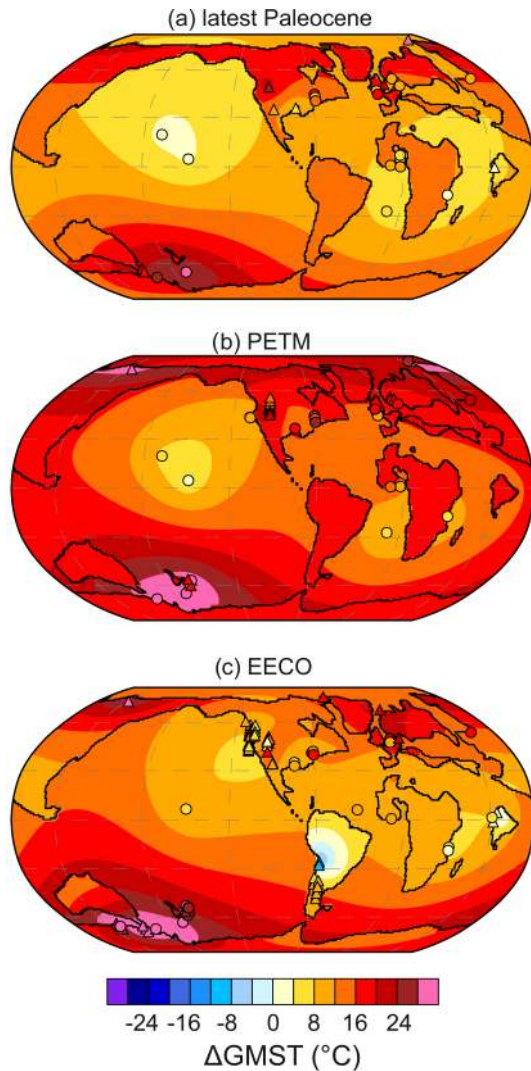 (a) latest Paleocene
(b) PETM
(c) EECO
-24 -16 -8 0 8 16 24
ΔGMST (°C)